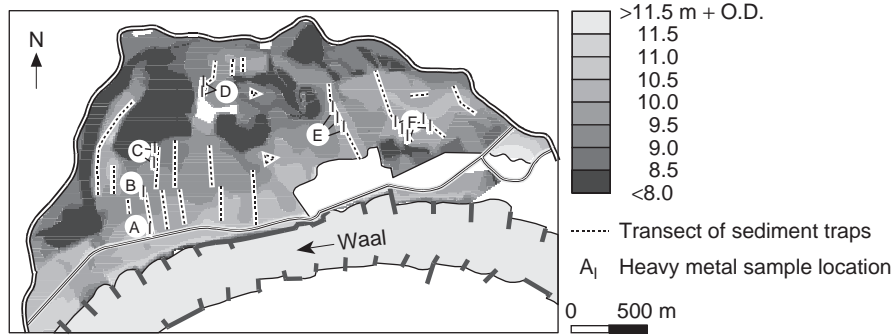 N
D
E
F
C
B
A
Waal
>11.5 m + O.D.
11.5
11.0
10.5
10.0
9.5
9.0
8.5
<8.0
Transect of sediment traps
A Heavy metal sample location
0 500 m